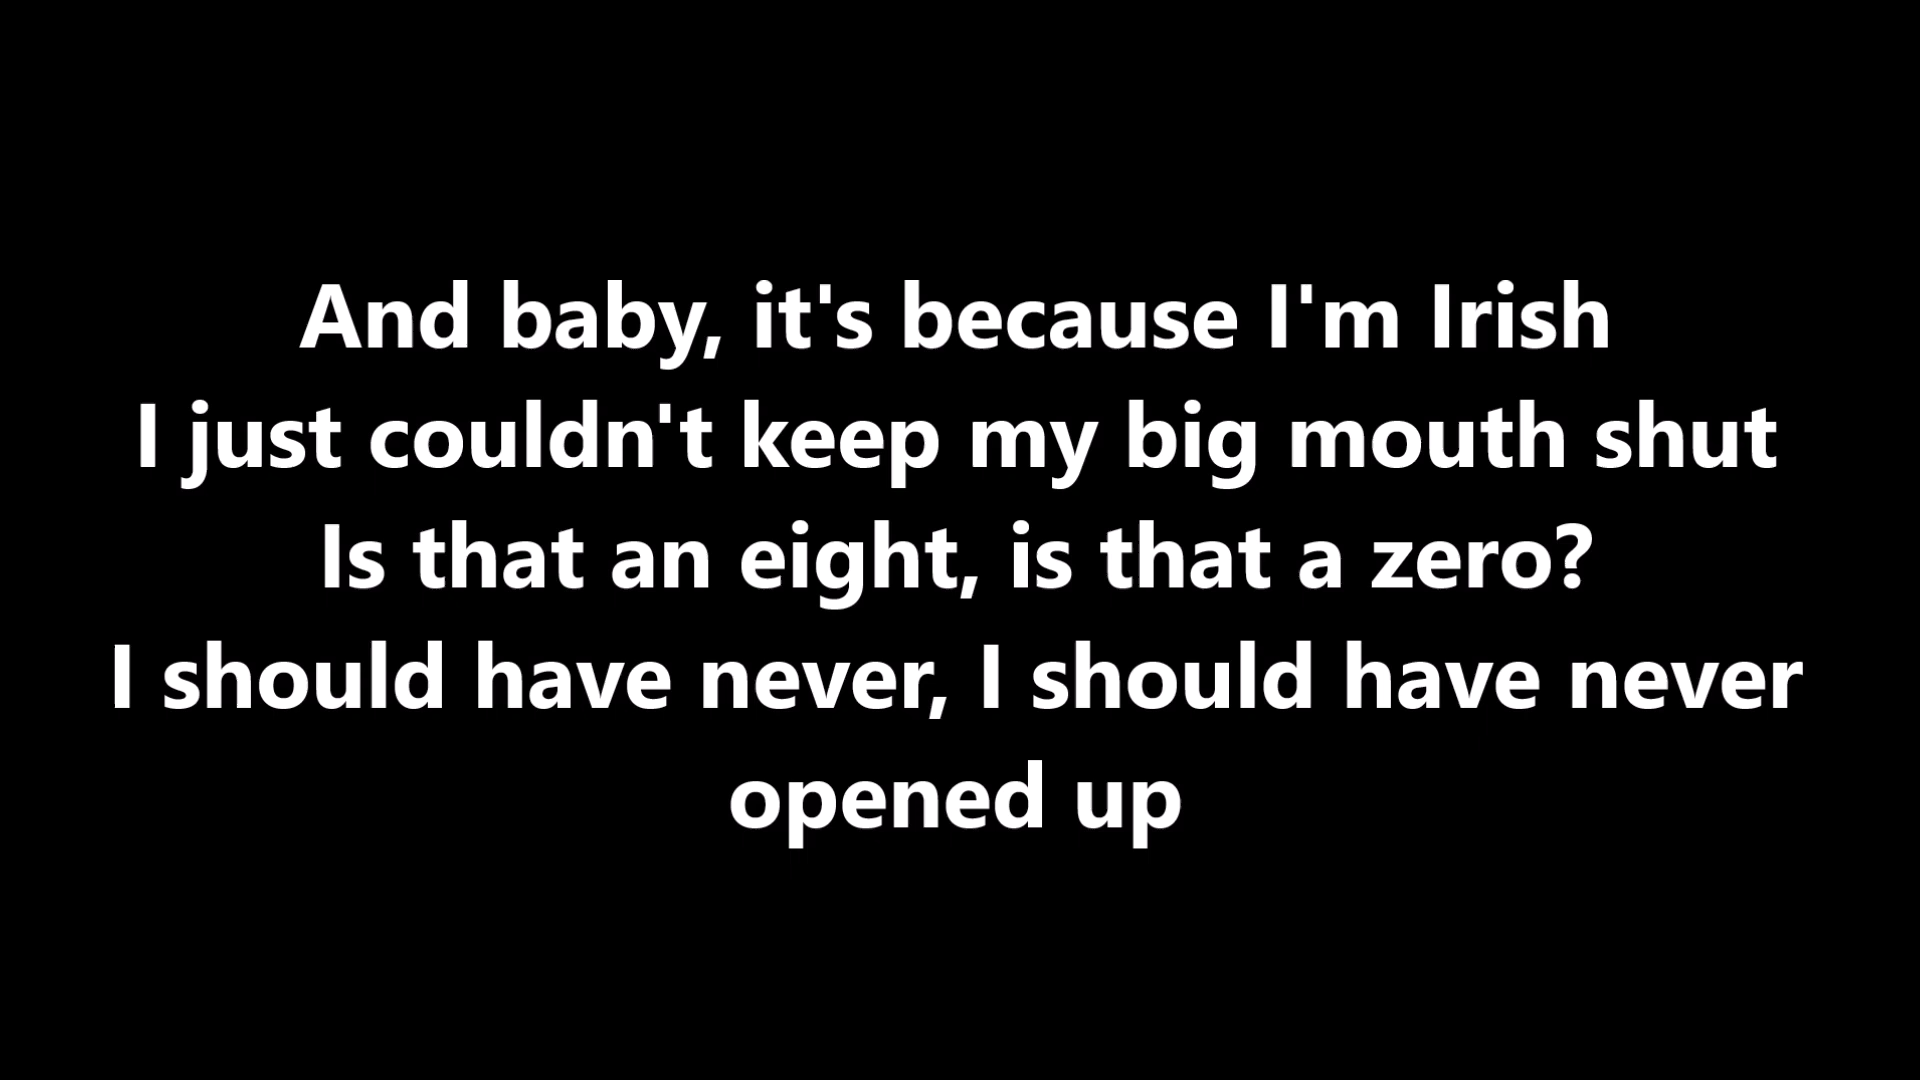 And baby, it's because I'm Irish
I just couldn't keep my big mouth shut
Is that an eight, is that a zero?
I should have never, I should have never
opened up